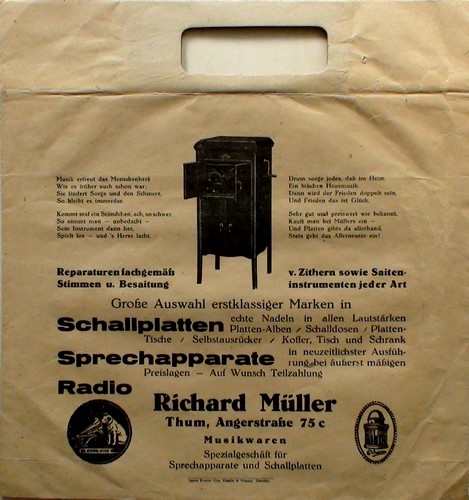 Musik erfreut das Menschenherz
Wie es früher auch schon war;
Sie lindert Sorge und den Schmerz.
So bleibt es immerdar.
Kommt mal ein Ständchen, ach, so schwer.
So nimmt man — unbedacht —
Sein Instrument dann her,
Spielt los — und 's Herze lacht.
Drum sorge jeder, daß im Heim
Ein bißchen Hausmusik.
Dann wird der Frieden doppelt sein.
Und Frieden das ist Glück.
Sehr gut und preiswert wie bekannt,
Kauft man bei Müllers ein —
Und Platten gibts da allerhand,
Stets geht das Allerneuste ein!
Reparaturen fachgemäß
Stimmen u. Besaitung
v. Zithern sowie Saiten-
instrumenten jeder Art
Große Auswahl erstklassiger Marken in
Schallplatten echte Nadeln in allen Lautstärken
Platten-Alben / Schalldosen / Platten-
Tische / Selbstausrücker / Koffer, Tisch und Schrank
Sprechapparate in neuzeitlichster Ausfüh-
rung bei äußerst mäßigen
Preislagen — Auf Wunsch Teilzahlung
Radio
Richard Müller
Thum, Angerstraße 75 c
Musikwaren
Spezialgeschäft für
Sprechapparate und Schallplatten